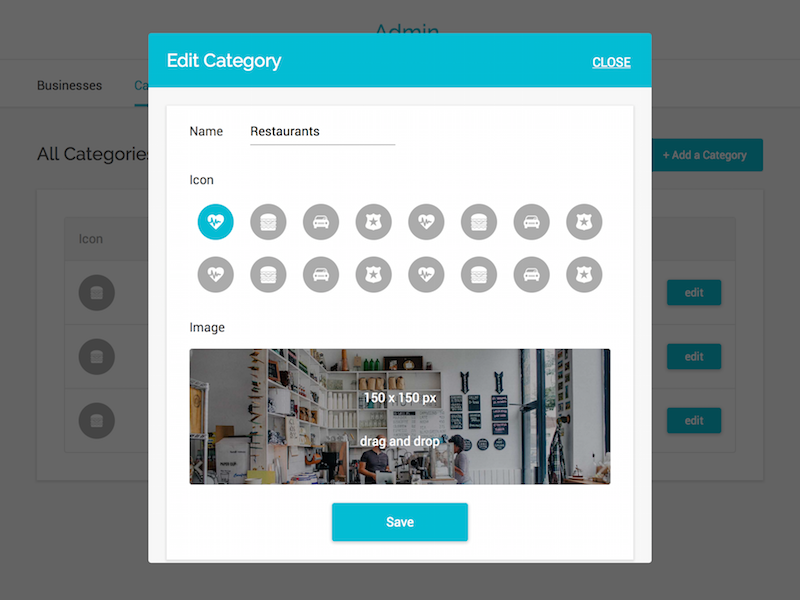 Admin
Edit Category
CLOSE
Businesses
Ca
All Categories
+ Add a Category
Name
Restaurants
Icon
Icon
edit
edit
edit
Image
150 x 150 px
drag and drop
Save